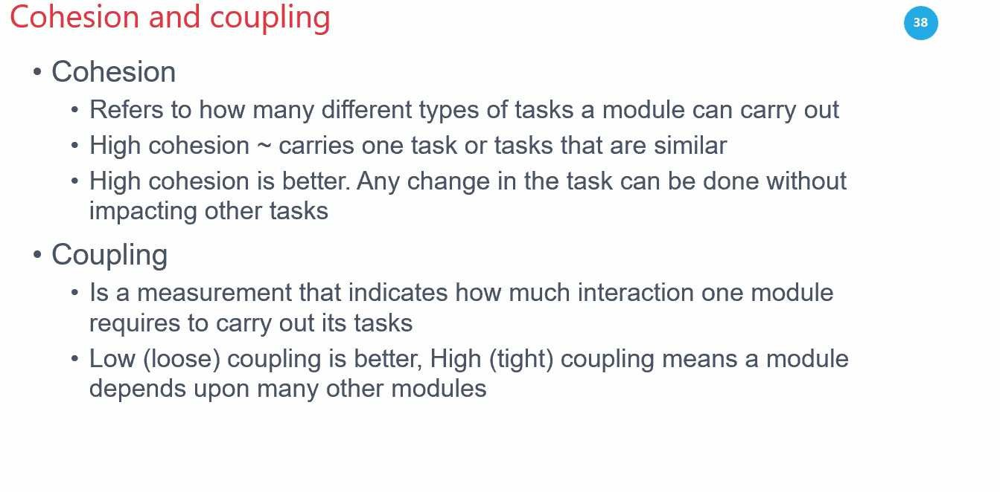 Cohesion and coupling
38
• Cohesion
• Refers to how many different types of tasks a module can carry out
• High cohesion ~ carries one task or tasks that are similar
• High cohesion is better. Any change in the task can be done without
impacting other tasks
• Coupling
• Is a measurement that indicates how much interaction one module
requires to carry out its tasks
• Low (loose) coupling is better, High (tight) coupling means a module
depends upon many other modules